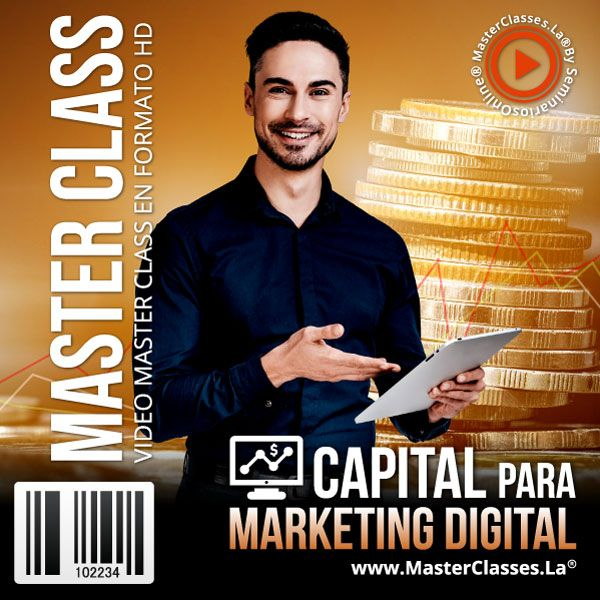 MASTER CLASS
VIDEO MASTER CLASS EN FORMATO HD
MasterClasses.La®By SeminariosOnline®
$
CAPITAL PARA
MARKETING DIGITAL
www.MasterClasses.La®
102234